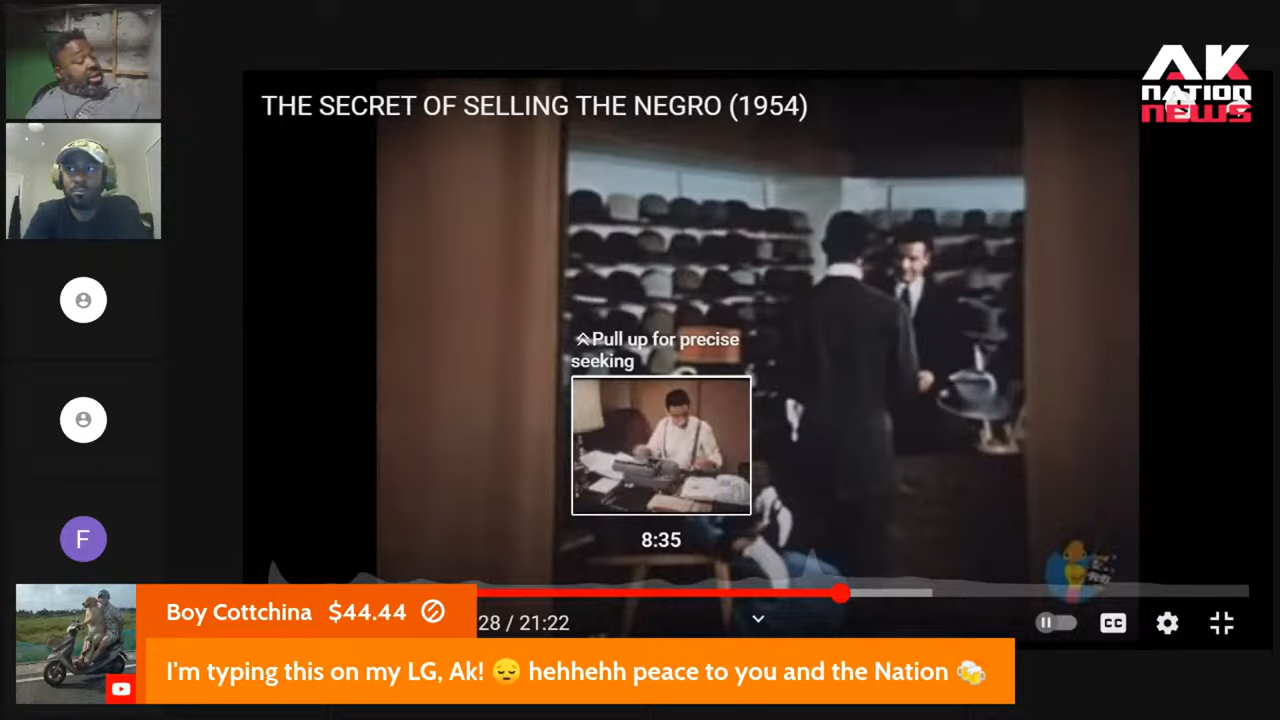 THE SECRET OF SELLING THE NEGRO (1954)
AK
NATION
NEWS
Pull up for precise
seeking
8:35
F
Boy Cottchina $44.44
28 / 21:22
CC
I'm typing this on my LG, Ak! 😔 hehhehh peace to you and the Nation 🍻